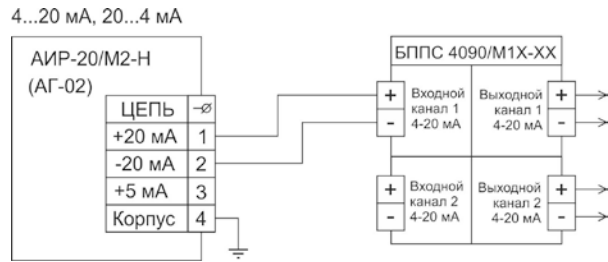 4...20 мА, 20...4 мА
АИР-20/М2-Н
(АГ-02)
ЦЕПЬ
+20 мА 1
-20 мА 2
+5 мА 3
Корпус 4
БППС 4090/М1Х-ХХ
+ Входной Выходной +
канал 1 канал 1
- 4-20 мА 4-20 мА -
+ Входной Выходной +
канал 2 канал 2
- 4-20 мА 4-20 мА -